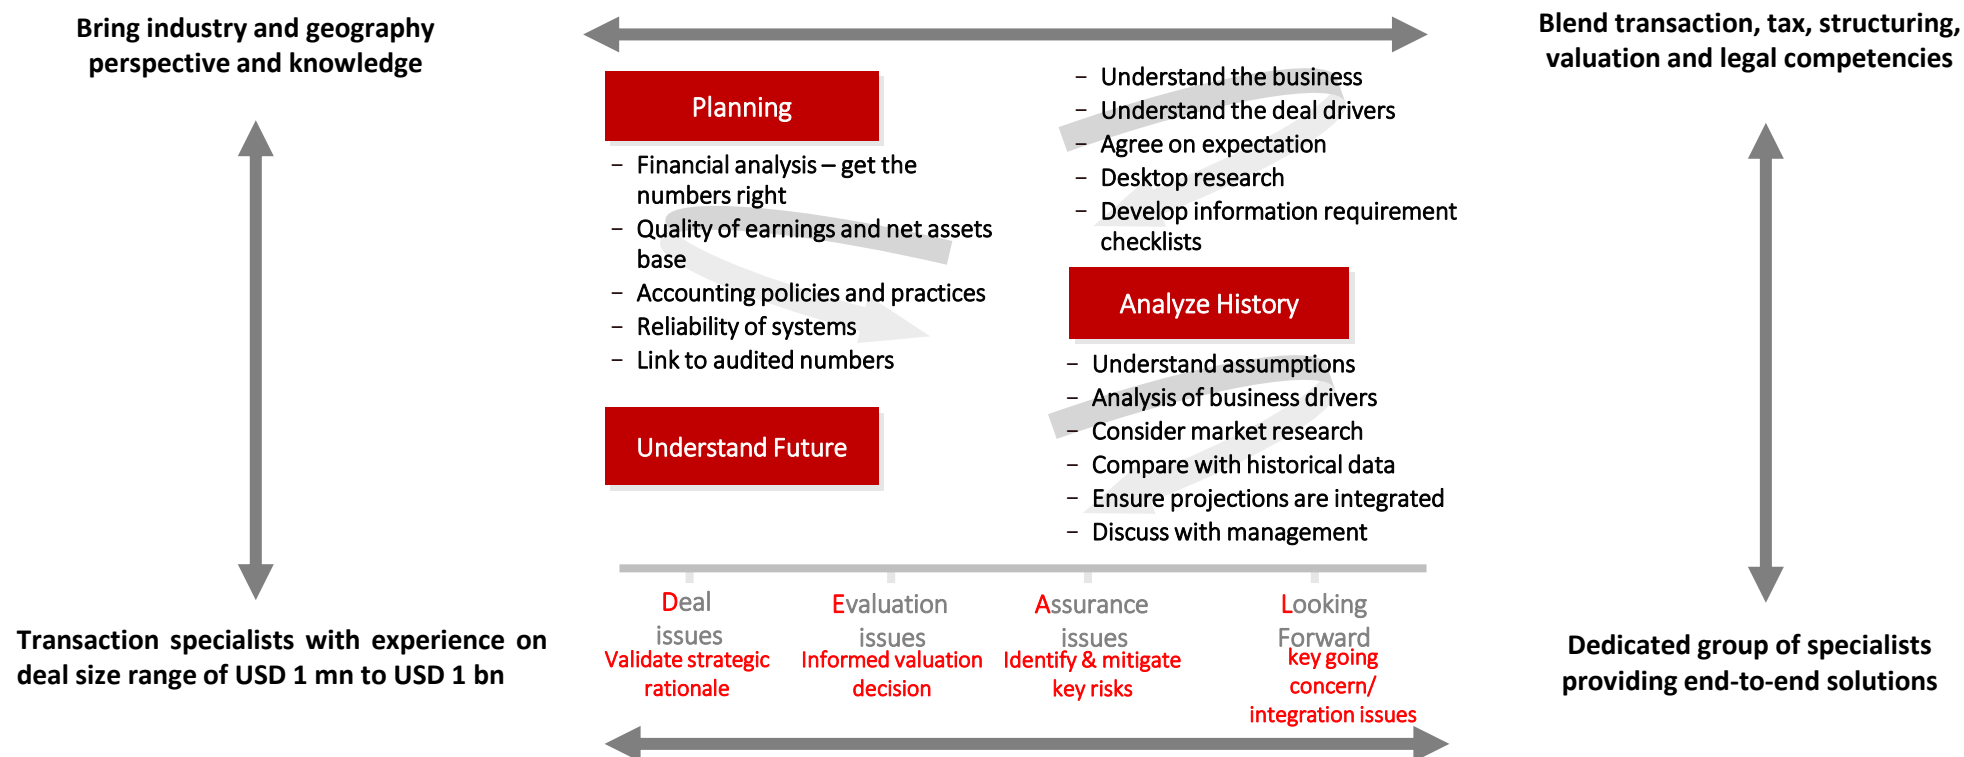 Bring industry and geography
perspective and knowledge
Blend transaction, tax, structuring,
valuation and legal competencies
Planning
– Understand the business
– Understand the deal drivers
– Agree on expectation
– Desktop research
– Develop information requirement
checklists
– Financial analysis – get the
numbers right
– Quality of earnings and net assets
base
– Accounting policies and practices
– Reliability of systems
– Link to audited numbers
Analyze History
– Understand assumptions
– Analysis of business drivers
– Consider market research
– Compare with historical data
– Ensure projections are integrated
– Discuss with management
Understand Future
Deal
issues
Validate strategic
rationale
Evaluation
issues
Informed valuation
decision
Assurance
issues
Identify & mitigate
key risks
Looking
Forward
key going
concern/
integration issues
Transaction specialists with experience on
deal size range of USD 1 mn to USD 1 bn
Dedicated group of specialists
providing end-to-end solutions